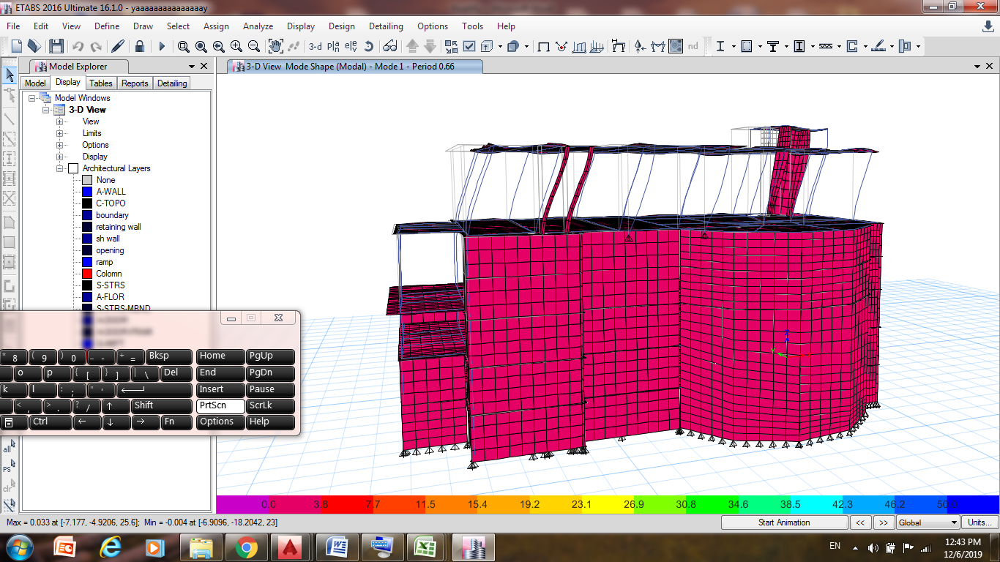 ETABS 2016 Ultimate 16.1.0 - yaaaaaaaaaaaaaaay
File Edit View Define Draw Select Assign Analyze Display Design Detailing Options Tools Help
3-d nd
Model Explorer
3-D View Mode Shape (Modal) - Mode 1 - Period 0.66
Model Display Tables Reports Detailing
Model Windows
3-D View
View
Limits
Options
Display
Architectural Layers
None
A-WALL
C-TOPO
boundary
retaining wall
sh wall
opening
ramp
Colomn
S-STRS
A-FLOR
S-STRS-MBND
* 8 ( 9 ) 0 _ - + = Bksp Home PgUp
o p { [ } ] | \ Del End PgDn
k l : ; " ' Insert Pause
< , > . ? / ↑ Shift PrtScn ScrLk
Ctrl ← ↓ → Fn Options Help
all
PS
clr
Z
Y
0.0 3.8 7.7 11.5 15.4 19.2 23.1 26.9 30.8 34.6 38.5 42.3 46.2 50.0
Max = 0.033 at [-7.177, -4.9206, 25.6]; Min = -0.004 at [-6.9096, -18.2042, 23]
Start Animation << >> Global Units...
EN
12:43 PM
12/6/2019